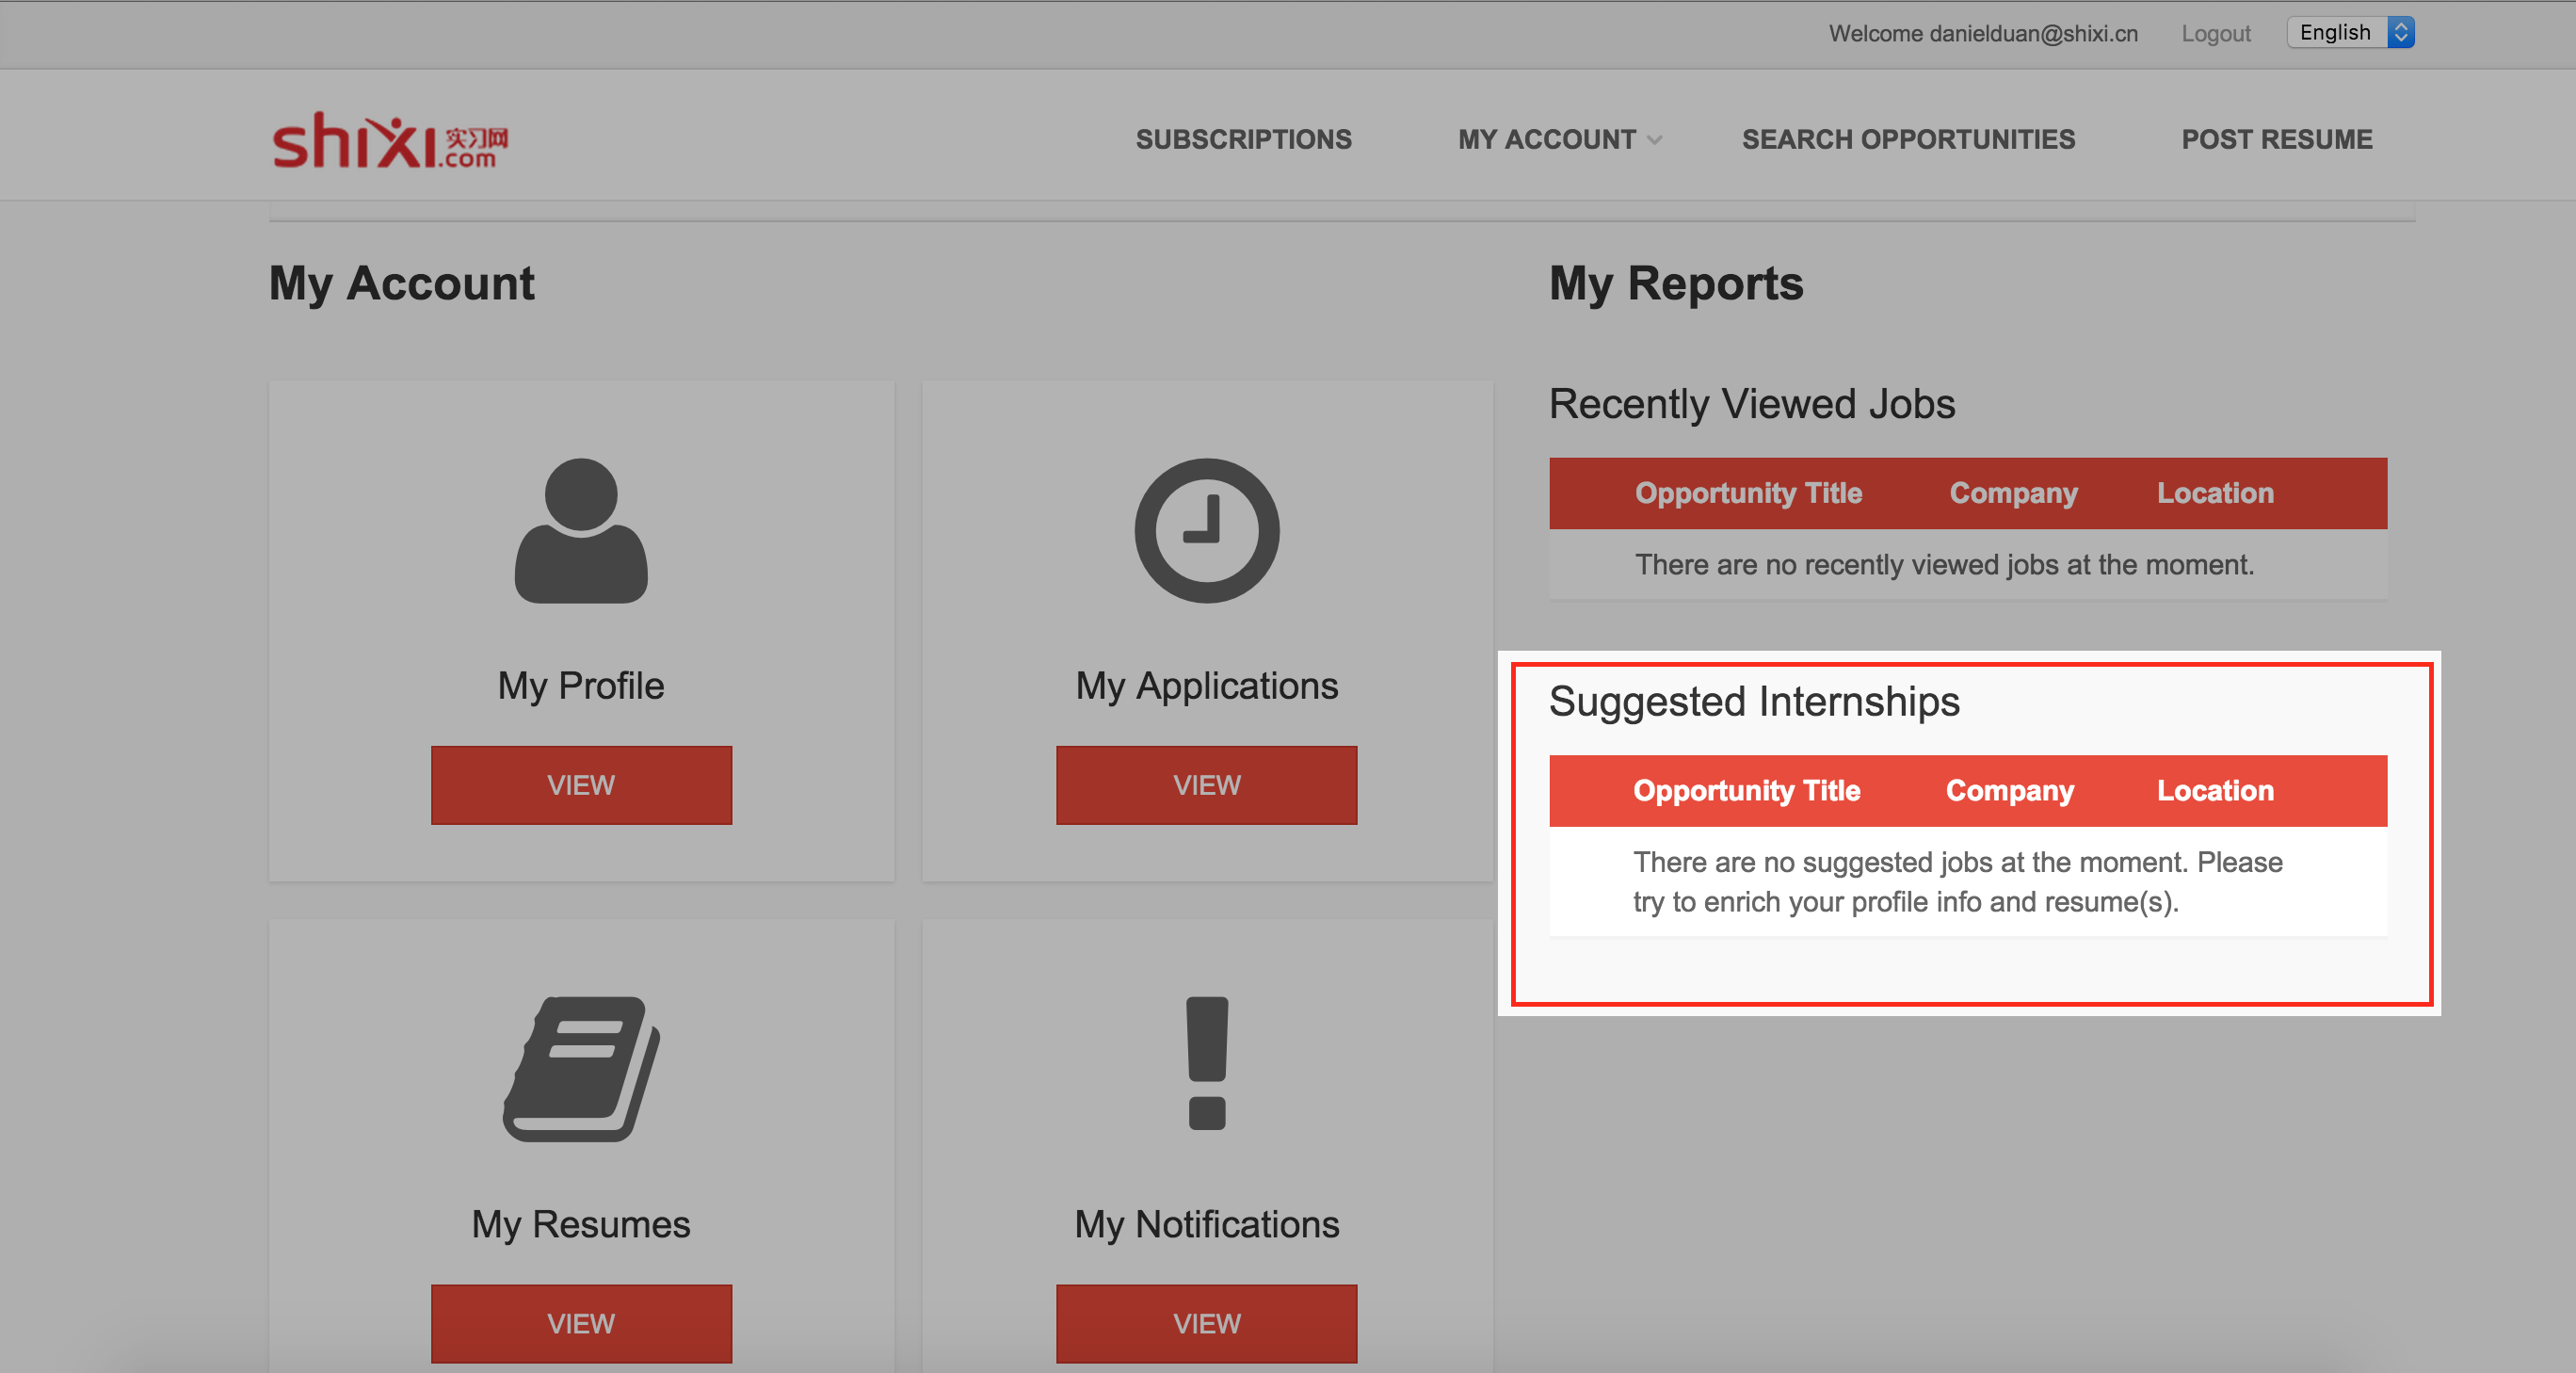 Welcome danielduan@shixi.cn Logout English
shixi.com 实习网
SUBSCRIPTIONS MY ACCOUNT SEARCH OPPORTUNITIES POST RESUME
My Account
My Profile
VIEW
My Applications
VIEW
My Resumes
VIEW
My Notifications
VIEW
My Reports
Recently Viewed Jobs
Opportunity Title Company Location
There are no recently viewed jobs at the moment.
Suggested Internships
Opportunity Title Company Location
There are no suggested jobs at the moment. Please
try to enrich your profile info and resume(s).